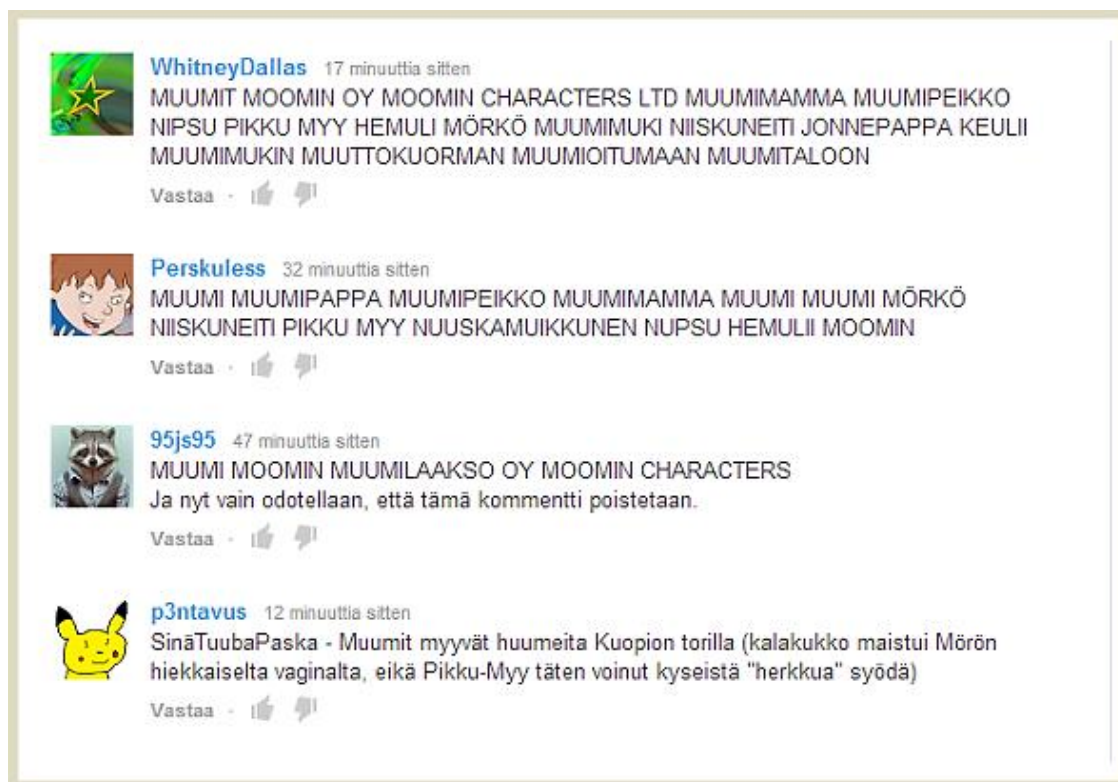 WhitneyDallas 17 minuuttia sitten
MUUMIT MOOMIN OY MOOMIN CHARACTERS LTD MUUMIMAMMA MUUMIPEIKKO
NIPSU PIKKU MYY HEMULI MÖRKÖ MUUMIMUKI NIISKUNEITI JONNEPAPPA KEULII
MUUMIMUKIN MUUTTOKUORMAN MUUMIOITUMAAN MUUMITALOON
Vastaa ·
Perskuless 32 minuuttia sitten
MUUMI MUUMIPAPPA MUUMIPEIKKO MUUMIMAMMA MUUMI MUUMI MÖRKÖ
NIISKUNEITI PIKKU MYY NUUSKAMUIKKUNEN NUPSU HEMULII MOOMIN
Vastaa ·
95js95 47 minuuttia sitten
MUUMI MOOMIN MUUMILAAKSO OY MOOMIN CHARACTERS
Ja nyt vain odotellaan, että tämä kommentti poistetaan.
Vastaa ·
p3ntavus 12 minuuttia sitten
SinäTuubaPaska - Muumit myyvät huumeita Kuopion torilla (kalakukko maistui Mörön
hiekkaiselta vaginalta, eikä Pikku-Myy täten voinut kyseistä "herkkua" syödä)
Vastaa ·